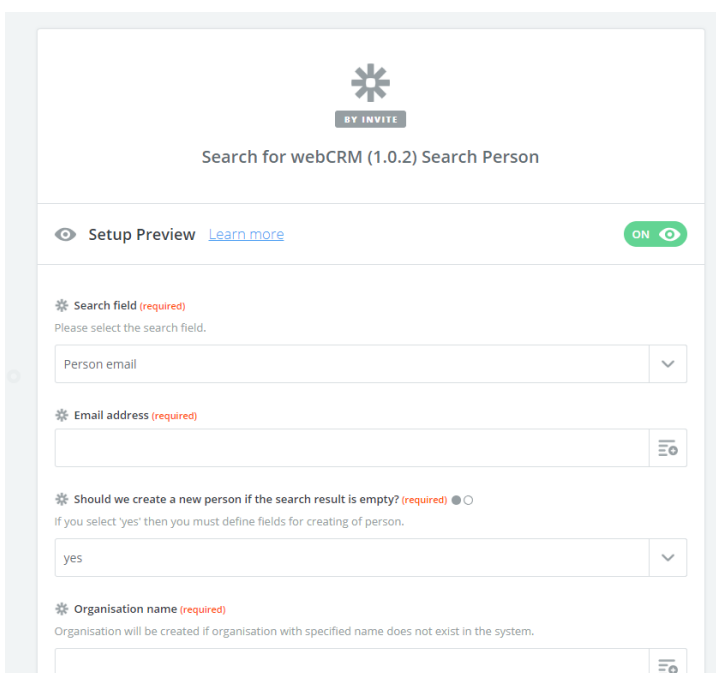 BY INVITE
Search for webCRM (1.0.2) Search Person
Setup Preview Learn more
ON
Search field (required)
Please select the search field.
Person email
Email address (required)
Should we create a new person if the search result is empty? (required)
If you select 'yes' then you must define fields for creating of person.
yes
Organisation name (required)
Organisation will be created if organisation with specified name does not exist in the system.